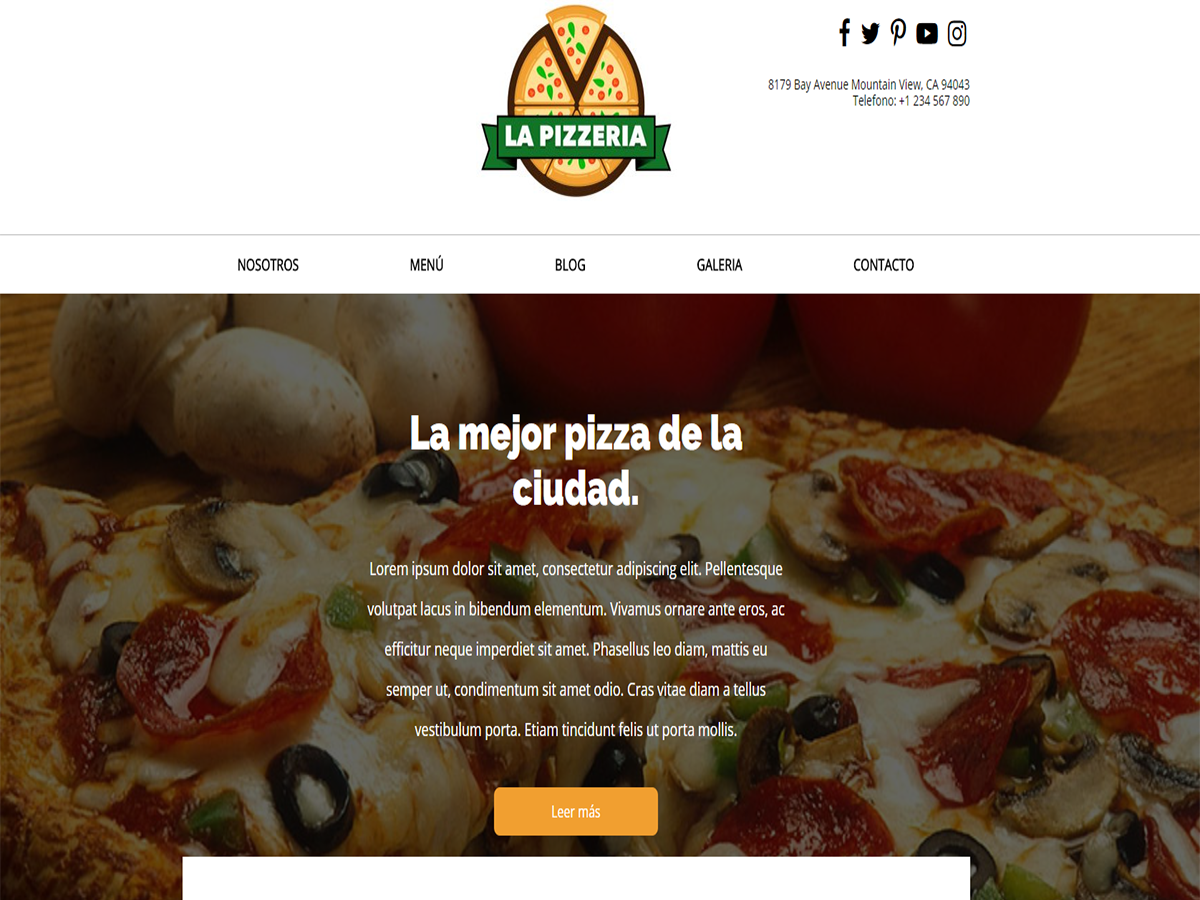 LA PIZZERIA
8179 Bay Avenue Mountain View, CA 94043
Telefono: +1 234 567 890
NOSOTROS
MENÚ
BLOG
GALERIA
CONTACTO
La mejor pizza de la
ciudad.
Lorem ipsum dolor sit amet, consectetur adipiscing elit. Pellentesque
volutpat lacus in bibendum elementum. Vivamus ornare ante eros, ac
efficitur neque imperdiet sit amet. Phasellus leo diam, mattis eu
semper ut, condimentum sit amet odio. Cras vitae diam a tellus
vestibulum porta. Etiam tincidunt felis ut porta mollis.
Leer más